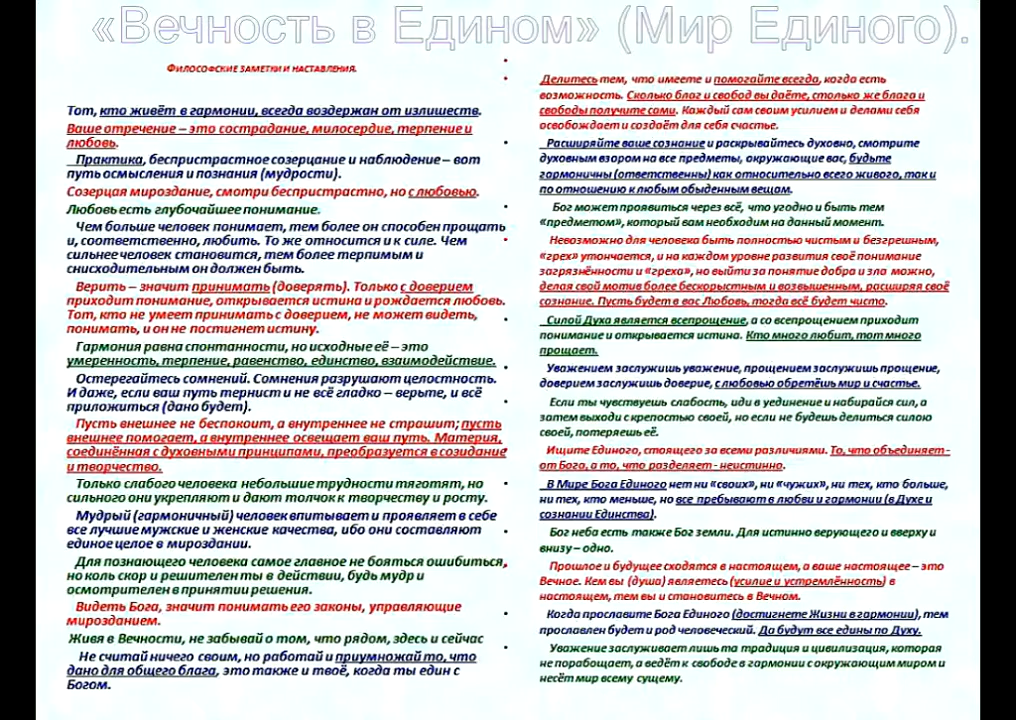 «Вечность в Едином» (Мир Единого).
Философские заметки и наставления.
Тот, кто живёт в гармонии, всегда воздержан от излишеств.
Ваше отречение – это сострадание, милосердие, терпение и
любовь.
Практика, беспристрастное созерцание и наблюдение – вот
путь осмысления и познания (мудрости).
Созерцая мироздание, смотри беспристрастно, но с любовью.
Любовь есть глубочайшее понимание.
Чем больше человек понимает, тем более он способен прощать
и, соответственно, любить. То же относится и к силе. Чем
сильнее человек становится, тем более терпимым и
снисходительным он должен быть.
Верить – значит принимать (доверять). Только с доверием
приходит понимание, открывается истина и рождается любовь.
Тот, кто не умеет принимать с доверием, не может видеть,
понимать, и он не постигнет истину.
Гармония равна спонтанности, но исходные её – это
умеренность, терпение, равенство, единство, взаимодействие.
Остерегайтесь сомнений. Сомнения разрушают целостность.
И даже, если ваш путь тернист и не всё гладко – верьте, и всё
приложиться (дано будет).
Пусть внешнее не беспокоит, а внутреннее не страшит; пусть
внешнее помогает, а внутреннее освещает ваш путь. Материя,
соединённая с духовными принципами, преобразуется в созидание
и творчество.
Только слабого человека небольшие трудности тяготят, но
сильного они укрепляют и дают толчок к творчеству и росту.
Мудрый (гармоничный) человек впитывает и проявляет в себе
все лучшие мужские и женские качества, ибо они составляют
единое целое в мироздании.
Для познающего человека самое главное не бояться ошибиться,
но коль скор и решителен ты в действии, будь мудр и
осмотрителен в принятии решения.
Видеть Бога, значит понимать его законы, управляющие
мирозданием.
Живя в Вечности, не забывай о том, что рядом, здесь и сейчас
Не считай ничего своим, но работай и приумножай то, что
дано для общего блага, это также и твоё, когда ты един с
Богом.
Делитесь тем, что имеете и помогайте всегда, когда есть
возможность. Сколько благ и свобод вы даёте, столько же блага и
свободы получите сами. Каждый сам своим усилием и делами себя
освобождает и создаёт для себя счастье.
Расширяйте ваше сознание и раскрывайтесь духовно, смотрите
духовным взором на все предметы, окружающие вас, будьте
гармоничны (ответственны) как относительно всего живого, так и
по отношению к любым обыденным вещам.
Бог может проявиться через всё, что угодно и быть тем
«предметом», который вам необходим на данный момент.
Невозможно для человека быть полностью чистым и безгрешным,
«грех» утончается, и на каждом уровне развития своё понимание
загрязнённости и «греха», но выйти за понятие добра и зла можно,
делая свой мотив более бескорыстным и возвышенным, расширяя своё
сознание. Пусть будет в вас Любовь, тогда всё будет чисто.
Силой Духа является всепрощение, а со всепрощением приходит
понимание и открывается истина. Кто много любит, тот много
прощает.
Уважением заслужишь уважение, прощением заслужишь прощение,
доверием заслужишь доверие, с любовью обретёшь мир и счастье.
Если ты чувствуешь слабость, иди в уединение и набирайся сил, а
затем выходи с крепостью своей, но если не будешь делиться силою
своей, потеряешь её.
Ищите Единого, стоящего за всеми различиями. То, что объединяет -
от Бога, а то, что разделяет - неистинно.
В Мире Бога Единого нет ни «своих», ни «чужих», ни тех, кто больше,
ни тех, кто меньше, но все пребывают в любви и гармонии (в Духе и
сознании Единства).
Бог неба есть также Бог земли. Для истинно верующего и вверху и
внизу – одно.
Прошлое и будущее сходятся в настоящем, а ваше настоящее – это
Вечное. Кем вы (душа) являетесь (усилие и устремлённость) в
настоящем, тем вы и становитесь в Вечном.
Когда прославите Бога Единого (достигнете Жизни в гармонии), тем
прославлен будет и род человеческий. Да будут все едины по Духу.
Уважение заслуживает лишь та традиция и цивилизация, которая
не порабощает, а ведёт к свободе в гармонии с окружающим миром и
несёт мир всему сущему.